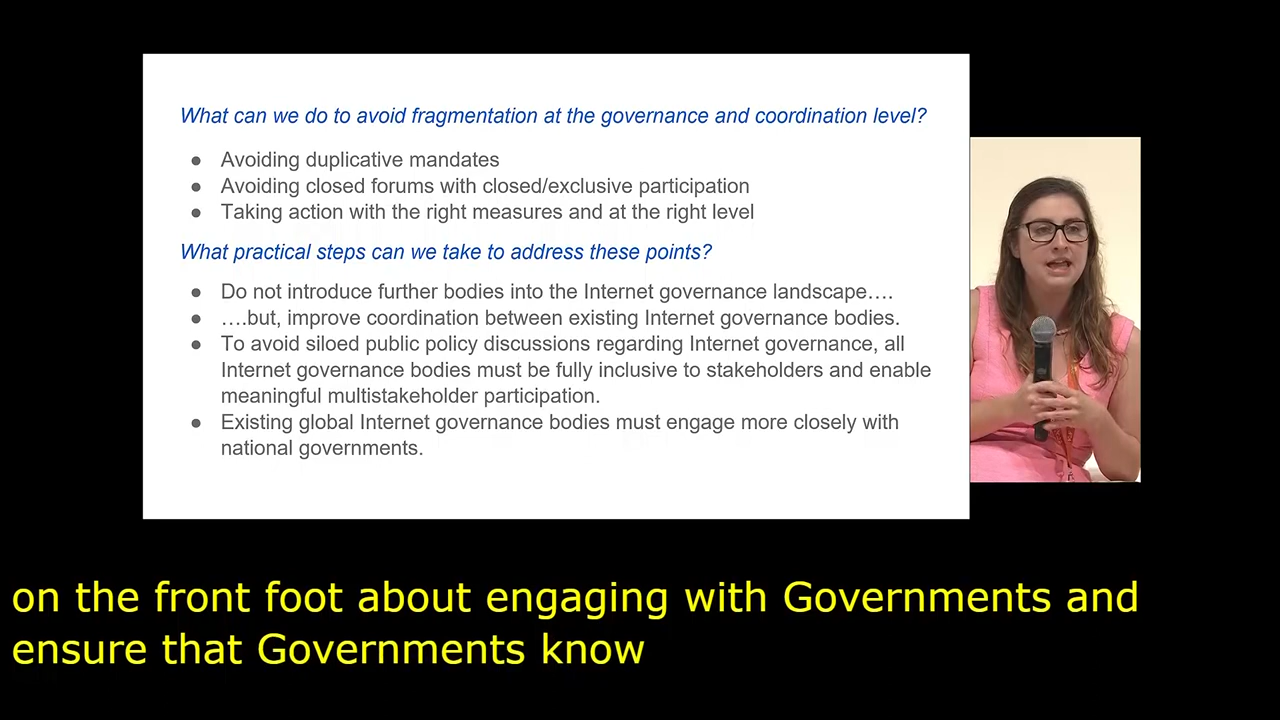 What can we do to avoid fragmentation at the governance and coordination level?
● Avoiding duplicative mandates
● Avoiding closed forums with closed/exclusive participation
● Taking action with the right measures and at the right level
What practical steps can we take to address these points?
● Do not introduce further bodies into the Internet governance landscape….
● ….but, improve coordination between existing Internet governance bodies.
● To avoid siloed public policy discussions regarding Internet governance, all
Internet governance bodies must be fully inclusive to stakeholders and enable
meaningful multistakeholder participation.
● Existing global Internet governance bodies must engage more closely with
national governments.
on the front foot about engaging with Governments and
ensure that Governments know